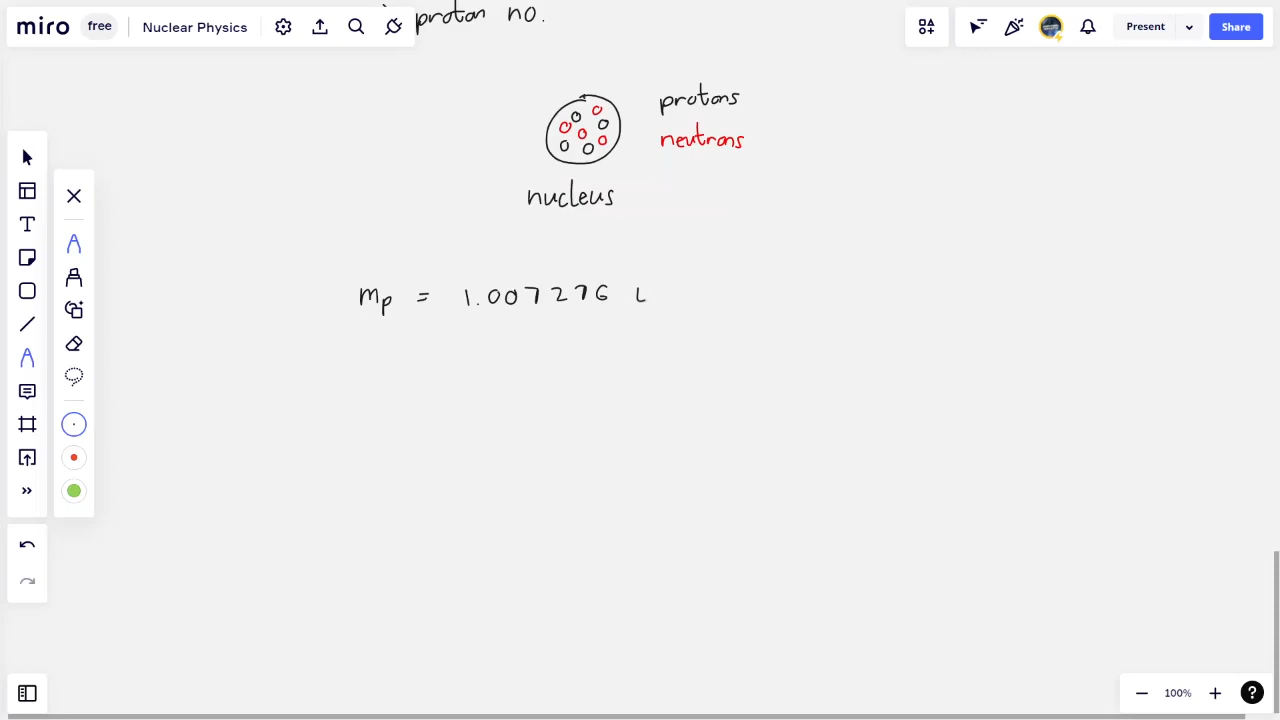 proton no.
miro free Nuclear Physics Present Share
protons
neutrons
nucleus
mp = 1.007276
100%